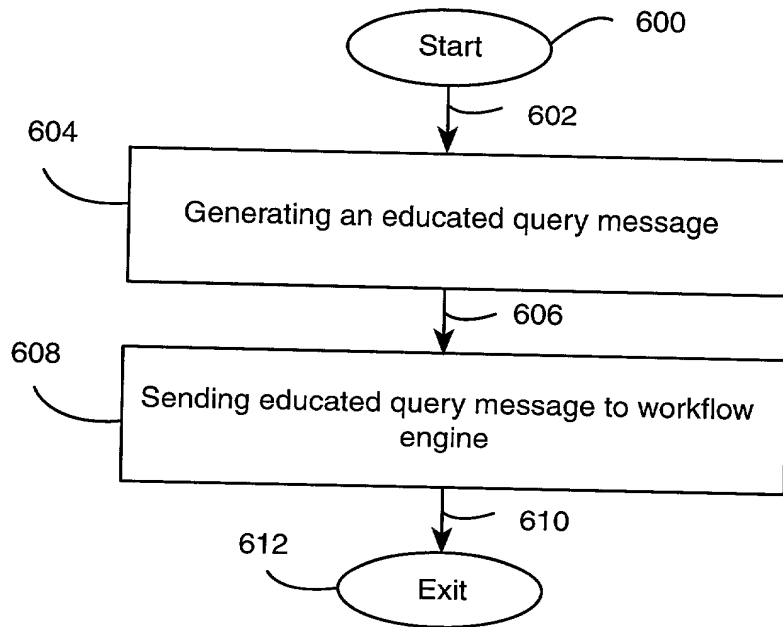 Start
600
602
604
Generating an educated query message
606
608
Sending educated query message to workflow
engine
610
612
Exit